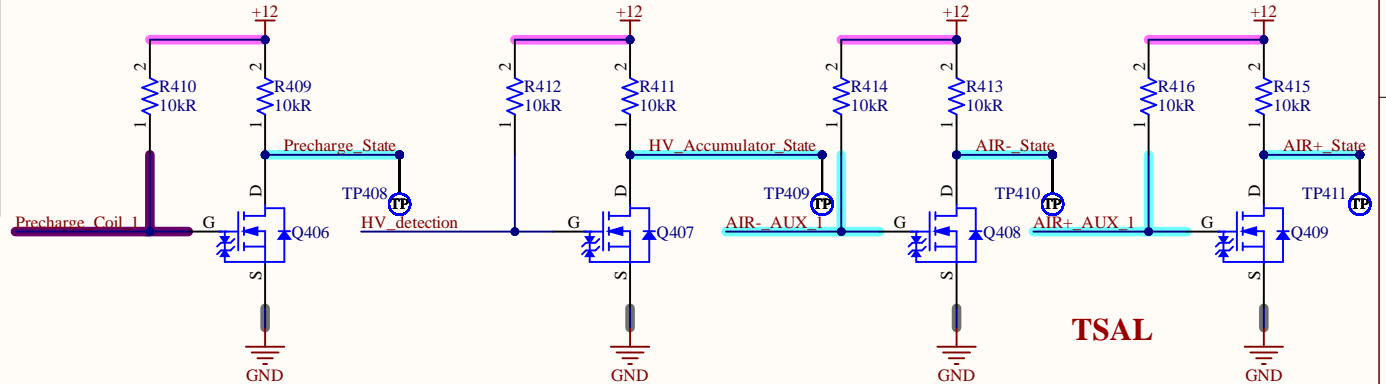 +12 +12 +12 +12
2 2 2 2 2 2 2 2
R410 R409 R412 R411 R414 R413 R416 R415
10kR 10kR 10kR 10kR 10kR 10kR 10kR 10kR
1 1 1 1 1 1 1 1
Precharge_State HV_Accumulator_State AIR-_State AIR+_State
D D D D
TP408 TP TP409 TP TP410 TP TP411 TP
Precharge_Coil_1 G Q406 HV_detection G Q407 AIR-_AUX_1 G Q408 AIR+_AUX_1 G Q409
S S S S
TSAL
GND GND GND GND